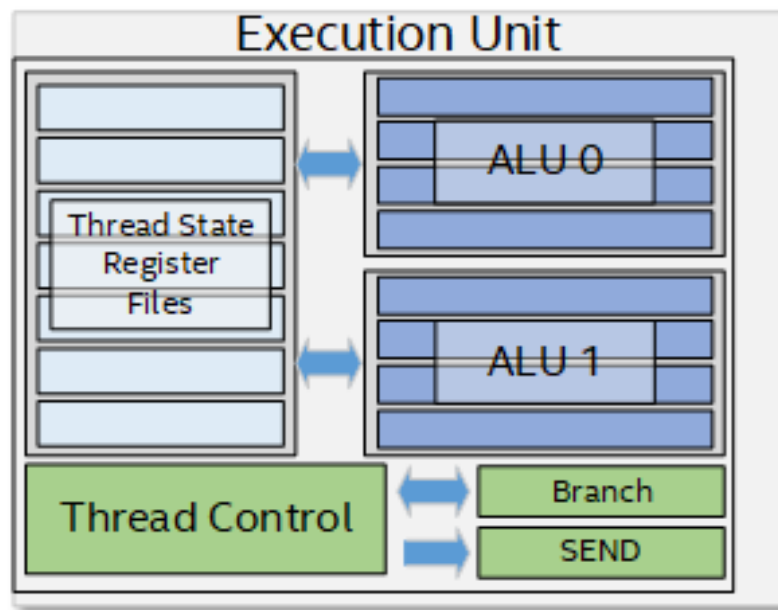 Execution Unit
Thread State
Register
Files
ALU 0
ALU 1
Thread Control
Branch
SEND